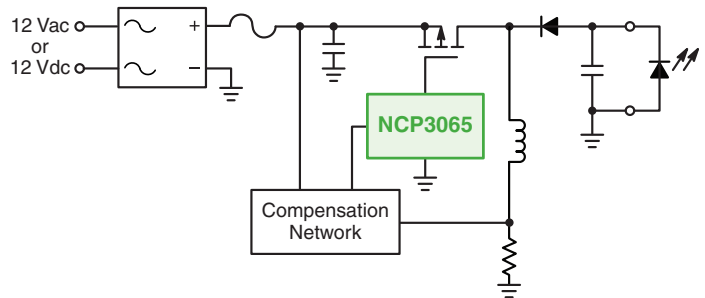 12 Vac
or
12 Vdc
+
−
NCP3065
Compensation
Network